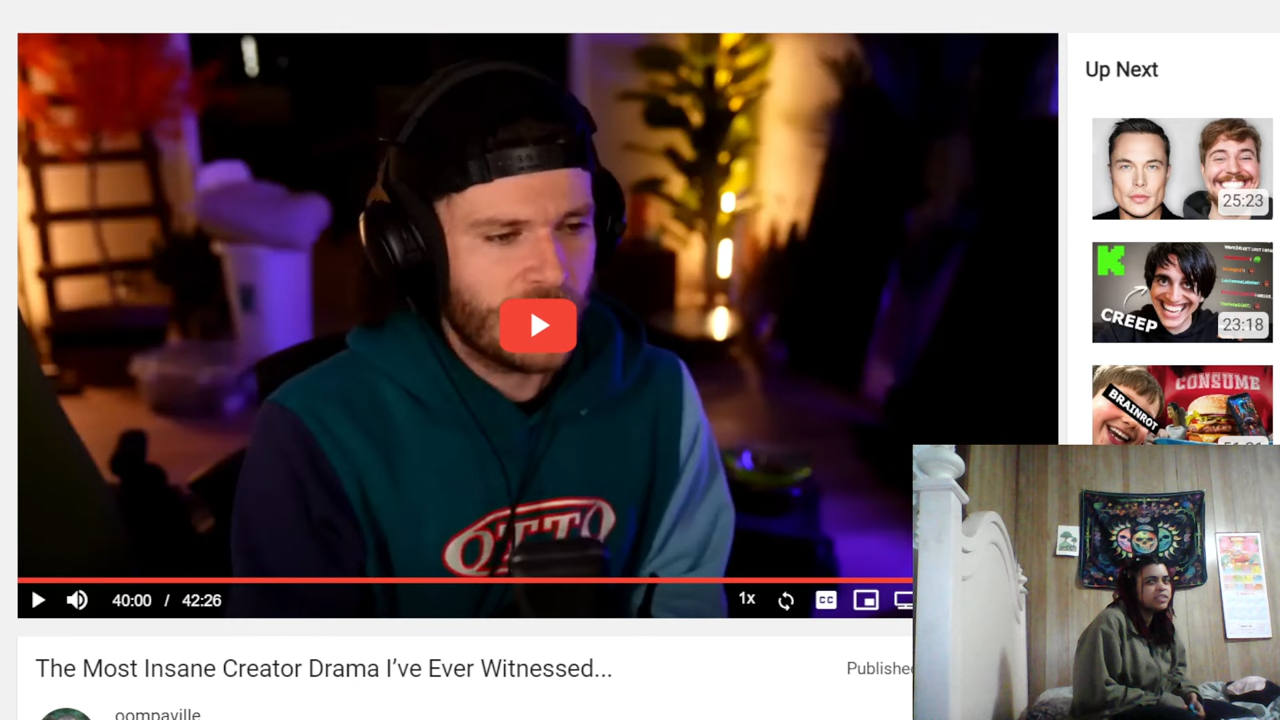 Up Next
25:23
K
CREEP
23:18
CONSUME
BRAINROT
OTTO
40:00 / 42:26
1x
CC
The Most Insane Creator Drama I've Ever Witnessed...
Published
oompaville